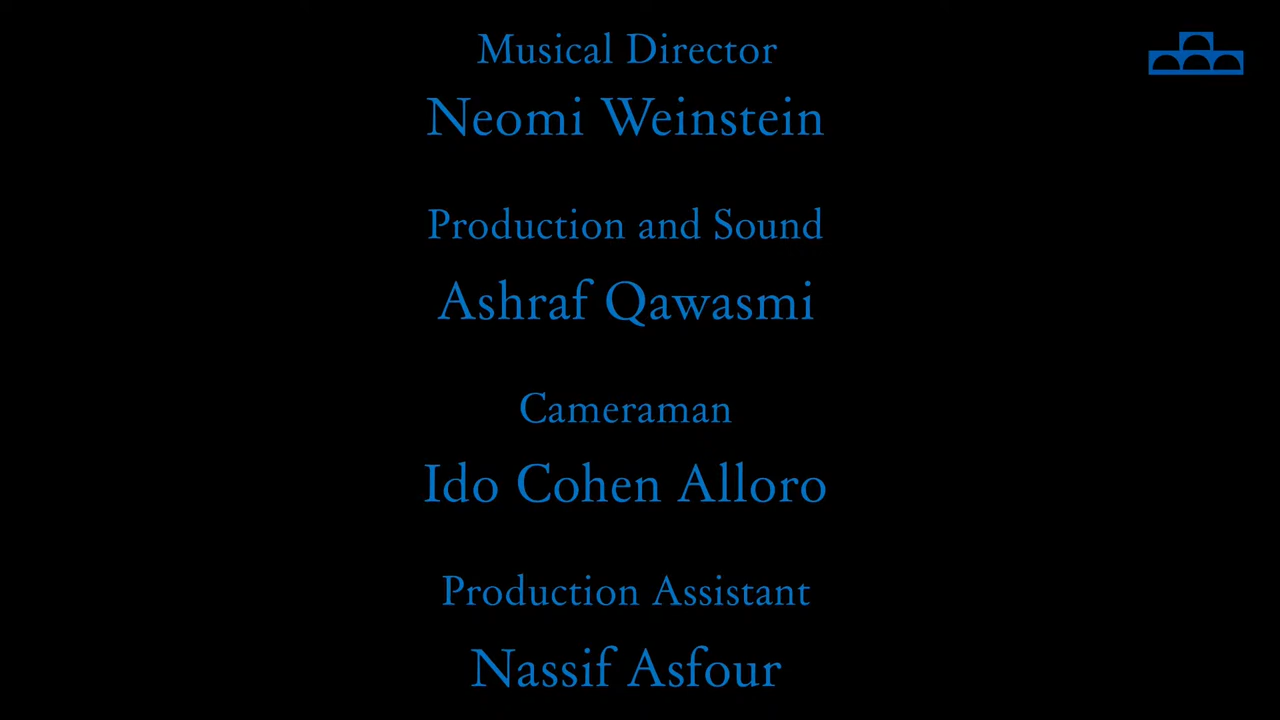 Musical Director
Neomi Weinstein
Production and Sound
Ashraf Qawasmi
Cameraman
Ido Cohen Alloro
Production Assistant
Nassif Asfour